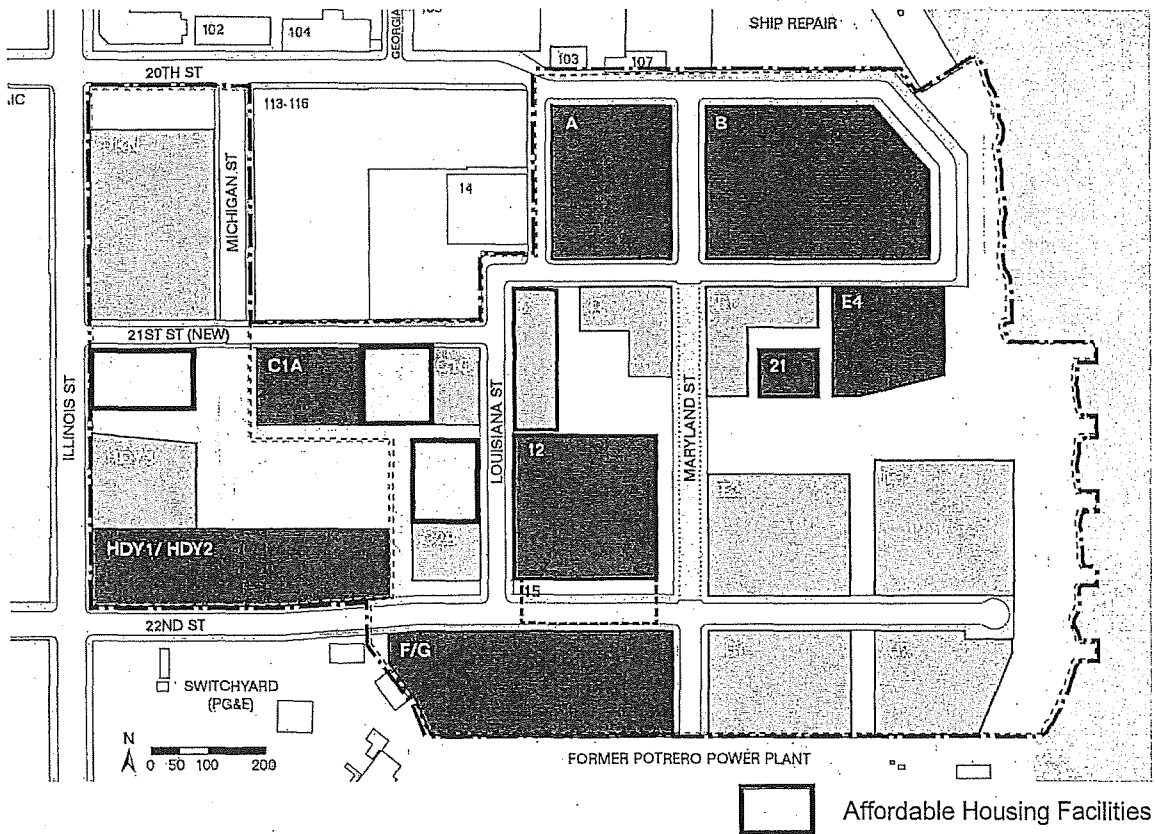 SHIP REPAIR
102
104
GEORGIA
103
107
20TH ST
113-116
A
B
MICHIGAN ST
14
21ST ST (NEW)
E4
C1A
21
ILLINOIS ST
LOUISIANA ST
MARYLAND ST
12
HDY1/ HDY2
15
22ND ST
F/G
SWITCHYARD
(PG&E)
N
0 50 100 200
FORMER POTRERO POWER PLANT
Affordable Housing Facilities